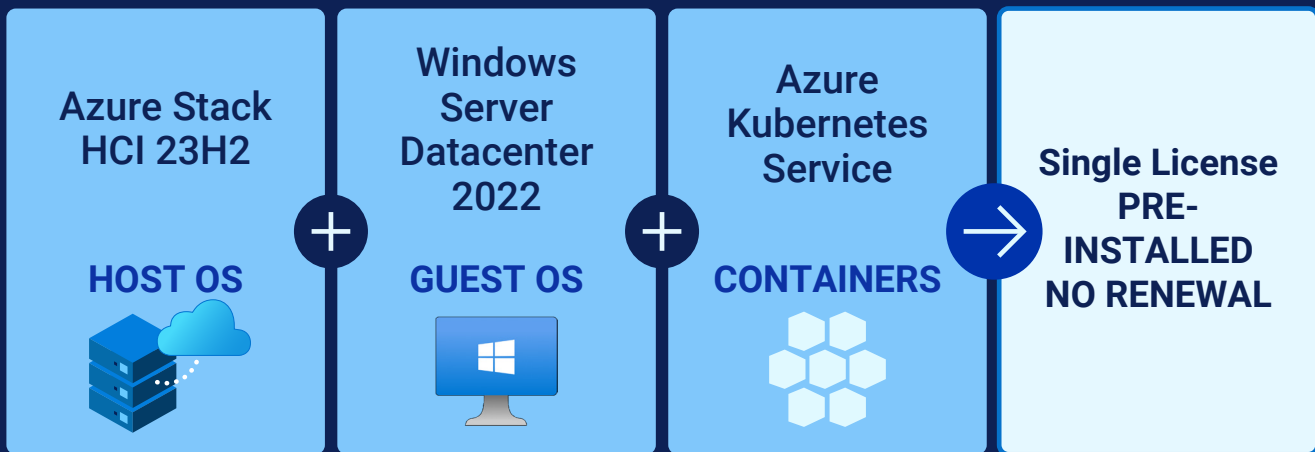 Azure Stack
HCI 23H2
HOST OS
Windows
Server
Datacenter
2022
GUEST OS
Azure
Kubernetes
Service
CONTAINERS
Single License
PRE-
INSTALLED
NO RENEWAL